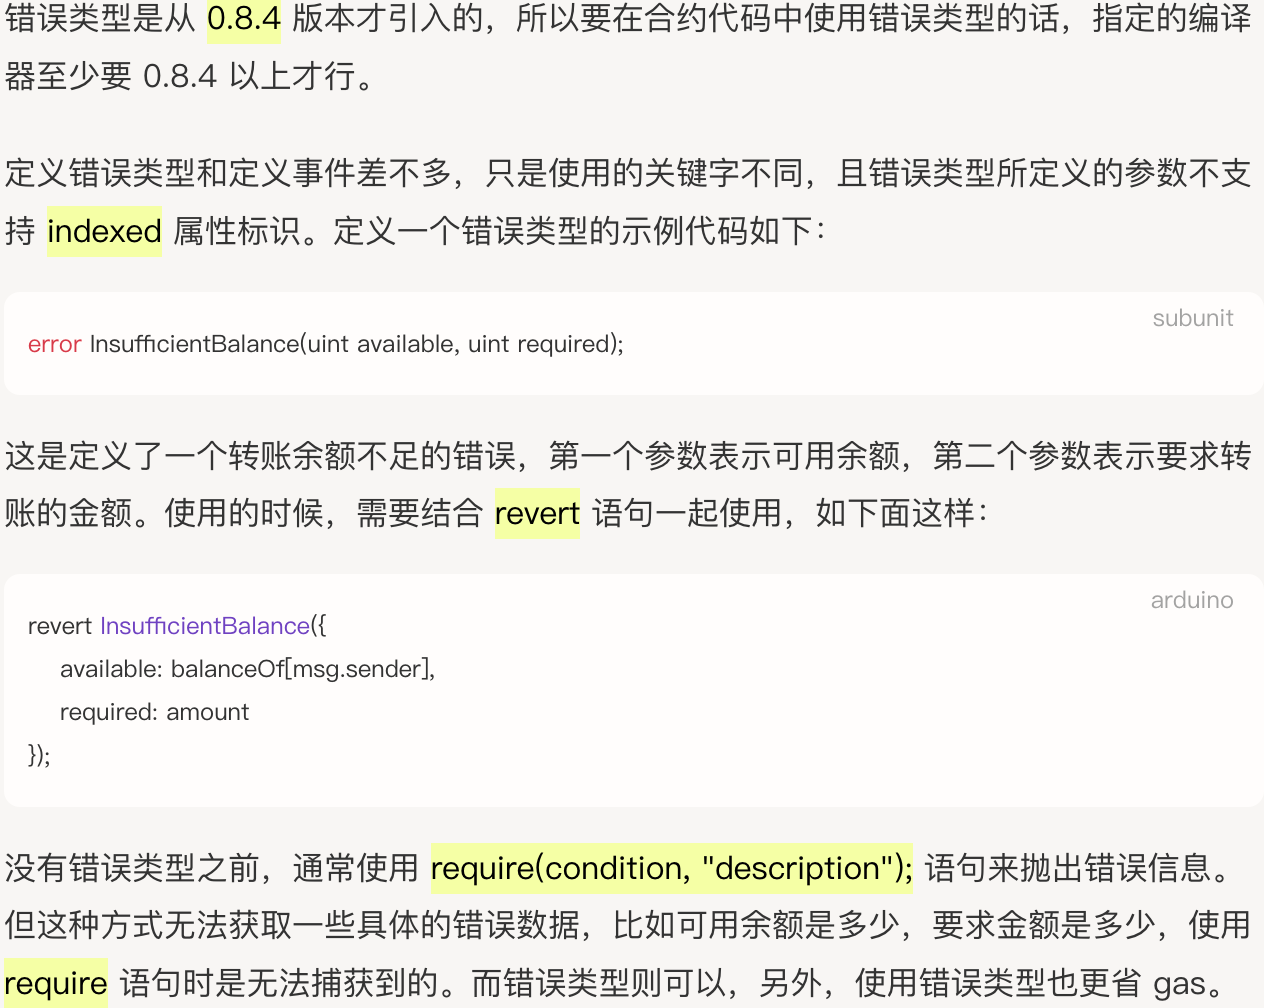 错误类型是从 0.8.4 版本才引入的，所以要在合约代码中使用错误类型的话，指定的编译
器至少要 0.8.4 以上才行。
定义错误类型和定义事件差不多，只是使用的关键字不同，且错误类型所定义的参数不支
持 indexed 属性标识。定义一个错误类型的示例代码如下：
subunit
error InsufficientBalance(uint available, uint required);
这是定义了一个转账余额不足的错误，第一个参数表示可用余额，第二个参数表示要求转
账的金额。使用的时候，需要结合 revert 语句一起使用，如下面这样：
arduino
revert InsufficientBalance({
    available: balanceOf[msg.sender],
    required: amount
});
没有错误类型之前，通常使用 require(condition, "description"); 语句来抛出错误信息。
但这种方式无法获取一些具体的错误数据，比如可用余额是多少，要求金额是多少，使用
require 语句时是无法捕获到的。而错误类型则可以，另外，使用错误类型也更省 gas。